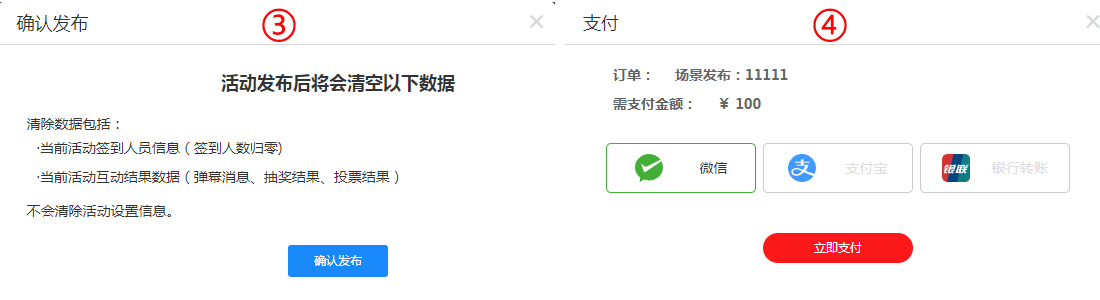 确认发布
③
×
活动发布后将会清空以下数据
清除数据包括：
·当前活动签到人员信息（签到人数归零)
·当前活动互动结果数据（弹幕消息、抽奖结果、投票结果）
不会清除活动设置信息。
确认发布
支付
④
×
订单： 场景发布：11111
需支付金额： ￥ 100
微信
支 支付宝
银联 银行转账
立即支付